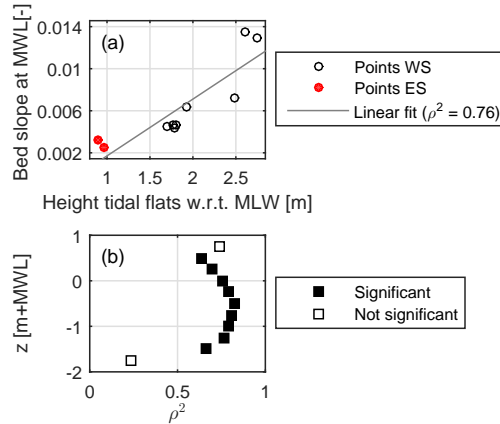 0.014
0.01
0.006
0.002
Bed slope at MWL[-]
(a)
1
1.5
2
2.5
Height tidal flats w.r.t. MLW [m]
Points WS
Points ES
Linear fit (ρ² = 0.76)
1
0
-1
-2
z [m+MWL]
(b)
0
0.5
1
ρ²
Significant
Not significant